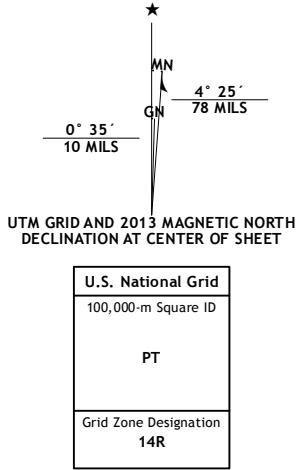 ★
MN
GN
4° 25´
78 MILS
0° 35´
10 MILS
UTM GRID AND 2013 MAGNETIC NORTH
DECLINATION AT CENTER OF SHEET
U.S. National Grid
100,000-m Square ID
PT
Grid Zone Designation
14R